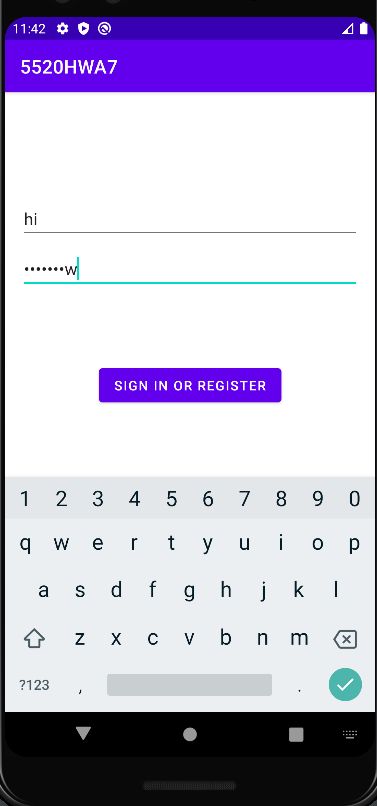 11:42
5520HWA7
hi
•••••••w
SIGN IN OR REGISTER
1 2 3 4 5 6 7 8 9 0
q w e r t y u i o p
a s d f g h j k l
z x c v b n m
?123 , .